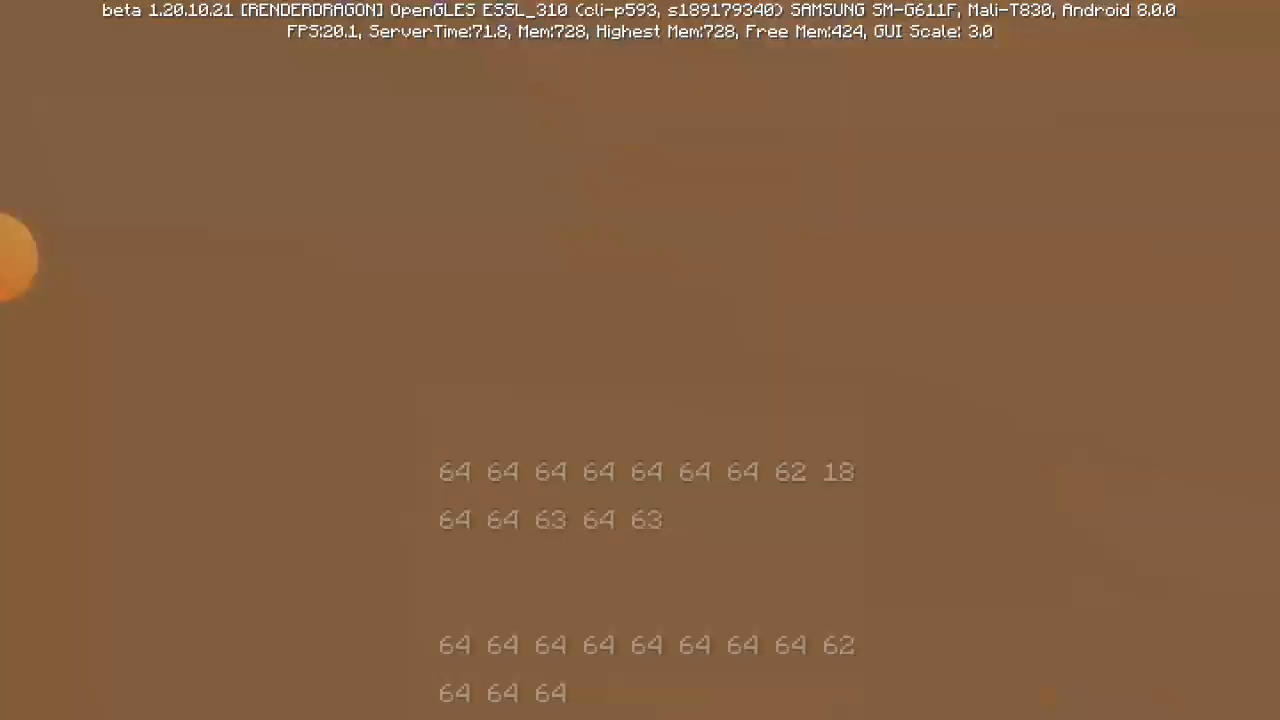 beta 1.20.10.21 [RENDERDRAGON] OpenGLES ESSL_310 (cli-p593, s189179340) SAMSUNG SM-G611F, Mali-T830, Android 8.0.0
FPS:20.1, ServerTime:71.8, Mem:728, Highest Mem:728, Free Mem:424, GUI Scale: 3.0
64 64 64 64 64 64 64 62 18
64 64 63 64 63
64 64 64 64 64 64 64 64 62
64 64 64